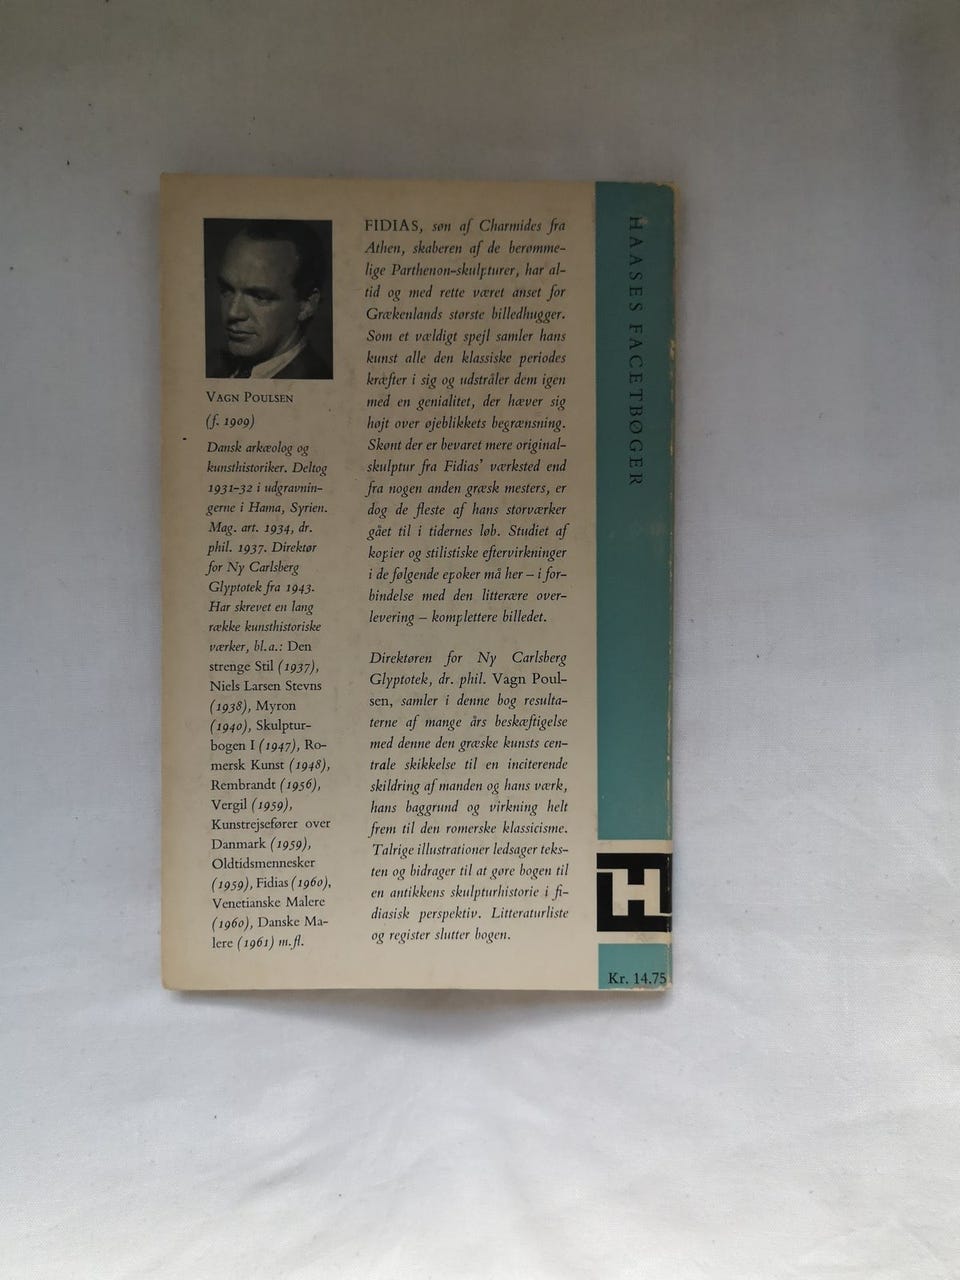 VAGN POULSEN
(f. 1909)
Dansk arkæolog og
kunsthistoriker. Deltog
1931-32 i udgravnin-
gerne i Hama, Syrien.
Mag. art. 1934, dr.
phil. 1937. Direktør
for Ny Carlsberg
Glyptotek fra 1943.
Har skrevet en lang
række kunsthistoriske
værker, bl.a.: Den
strenge Stil (1937),
Niels Larsen Stevns
(1938), Myron
(1940), Skulptur-
bogen I (1947), Ro-
mersk Kunst (1948),
Rembrandt (1956),
Vergil (1959),
Kunstrejsefører over
Danmark (1959),
Oldtidsmennesker
(1959), Fidias (1960),
Venetianske Malere
(1960), Danske Ma-
lere (1961) m.fl.
FIDIAS, søn af Charmides fra
Athen, skaberen af de berømme-
lige Parthenon-skulpturer, har al-
tid og med rette været anset for
Grækenlands største billedhugger.
Som et vældigt spejl samler hans
kunst alle den klassiske periodes
kræfter i sig og udstråler dem igen
med en genialitet, der hæver sig
højt over øjeblikkets begrænsning.
Skønt der er bevaret mere original-
skulptur fra Fidias' værksted end
fra nogen anden græsk mesters, er
dog de fleste af hans storværker
gået til i tidernes løb. Studiet af
kopier og stilistiske eftervirkninger
i de følgende epoker må her – i for-
bindelse med den litterære over-
levering – komplettere billedet.
Direktøren for Ny Carlsberg
Glyptotek, dr. phil. Vagn Poul-
sen, samler i denne bog resulta-
terne af mange års beskæftigelse
med denne den græske kunsts cen-
trale skikkelse til en inciterende
skildring af manden og hans værk,
hans baggrund og virkning helt
frem til den romerske klassicisme.
Talrige illustrationer ledsager teks-
ten og bidrager til at gøre bogen til
en antikkens skulpturhistorie i fi-
diasisk perspektiv. Litteraturliste
og register slutter bogen.
HAASES FACETBØGER
H
Kr. 14.75